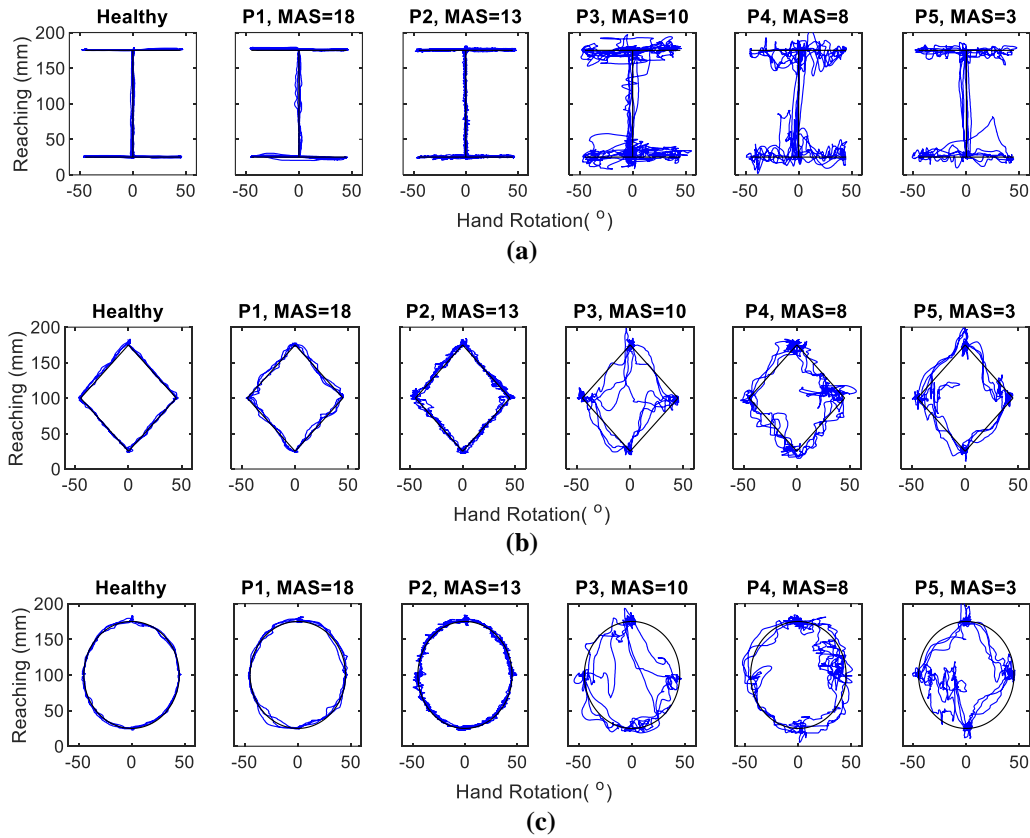 Healthy P1, MAS=18 P2, MAS=13 P3, MAS=10 P4, MAS=8 P5, MAS=3
200
150
100
50
0
Reaching (mm)
-50 0 50 -50 0 50 -50 0 50 -50 0 50 -50 0 50 -50 0 50
Hand Rotation( o)
(a)
Healthy P1, MAS=18 P2, MAS=13 P3, MAS=10 P4, MAS=8 P5, MAS=3
200
150
100
50
0
Reaching (mm)
-50 0 50 -50 0 50 -50 0 50 -50 0 50 -50 0 50 -50 0 50
Hand Rotation( o)
(b)
Healthy P1, MAS=18 P2, MAS=13 P3, MAS=10 P4, MAS=8 P5, MAS=3
200
150
100
50
0
Reaching (mm)
-50 0 50 -50 0 50 -50 0 50 -50 0 50 -50 0 50 -50 0 50
Hand Rotation( o)
(c)